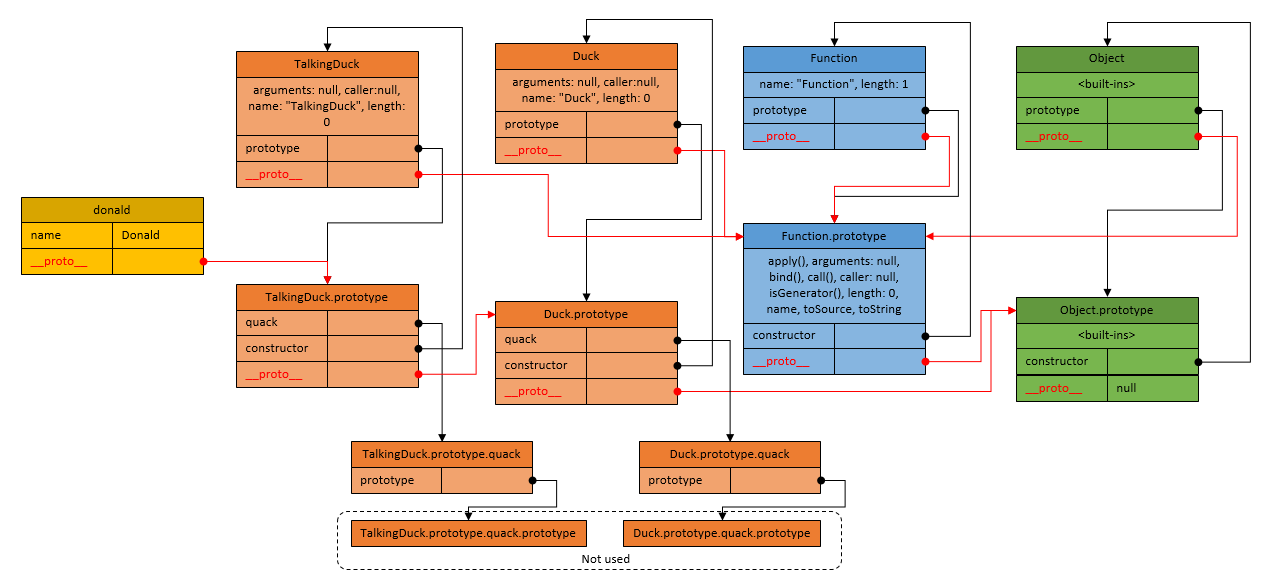 TalkingDuck
arguments: null, caller:null,
name: "TalkingDuck", length:
0
prototype
__proto__
Duck
arguments: null, caller:null,
name: "Duck", length: 0
prototype
__proto__
Function
name: "Function", length: 1
prototype
__proto__
Object
<built-ins>
prototype
__proto__
donald
name Donald
__proto__
TalkingDuck.prototype
quack
constructor
__proto__
Duck.prototype
quack
constructor
__proto__
Function.prototype
apply(), arguments: null,
bind(), call(), caller: null,
isGenerator(), length: 0,
name, toSource, toString
constructor
__proto__
Object.prototype
<built-ins>
constructor
__proto__ null
TalkingDuck.prototype.quack
prototype
Duck.prototype.quack
prototype
TalkingDuck.prototype.quack.prototype
Duck.prototype.quack.prototype
Not used